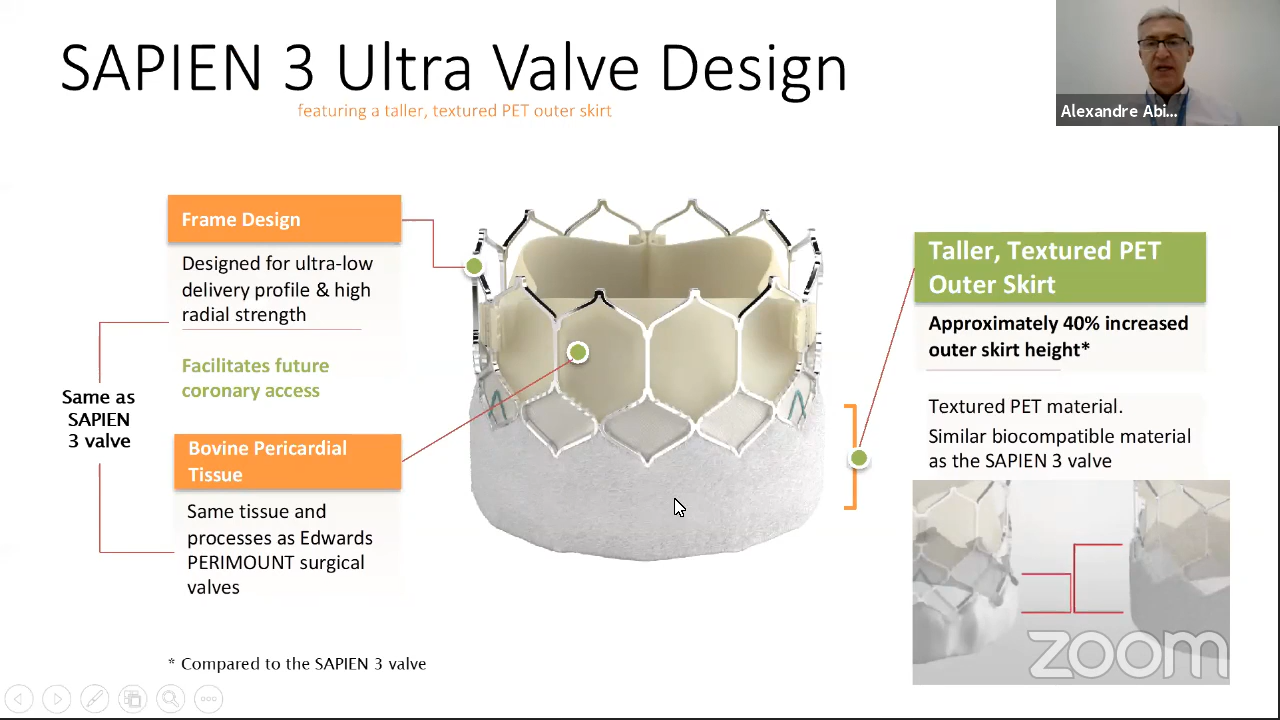 SAPIEN 3 Ultra Valve Design
featuring a taller, textured PET outer skirt
Alexandre Abi...
Frame Design
Designed for ultra-low
delivery profile & high
radial strength
Facilitates future
coronary access
Same as
SAPIEN
3 valve
Bovine Pericardial
Tissue
Same tissue and
processes as Edwards
PERIMOUNT surgical
valves
Taller, Textured PET
Outer Skirt
Approximately 40% increased
outer skirt height*
Textured PET material.
Similar biocompatible material
as the SAPIEN 3 valve
* Compared to the SAPIEN 3 valve
zoom